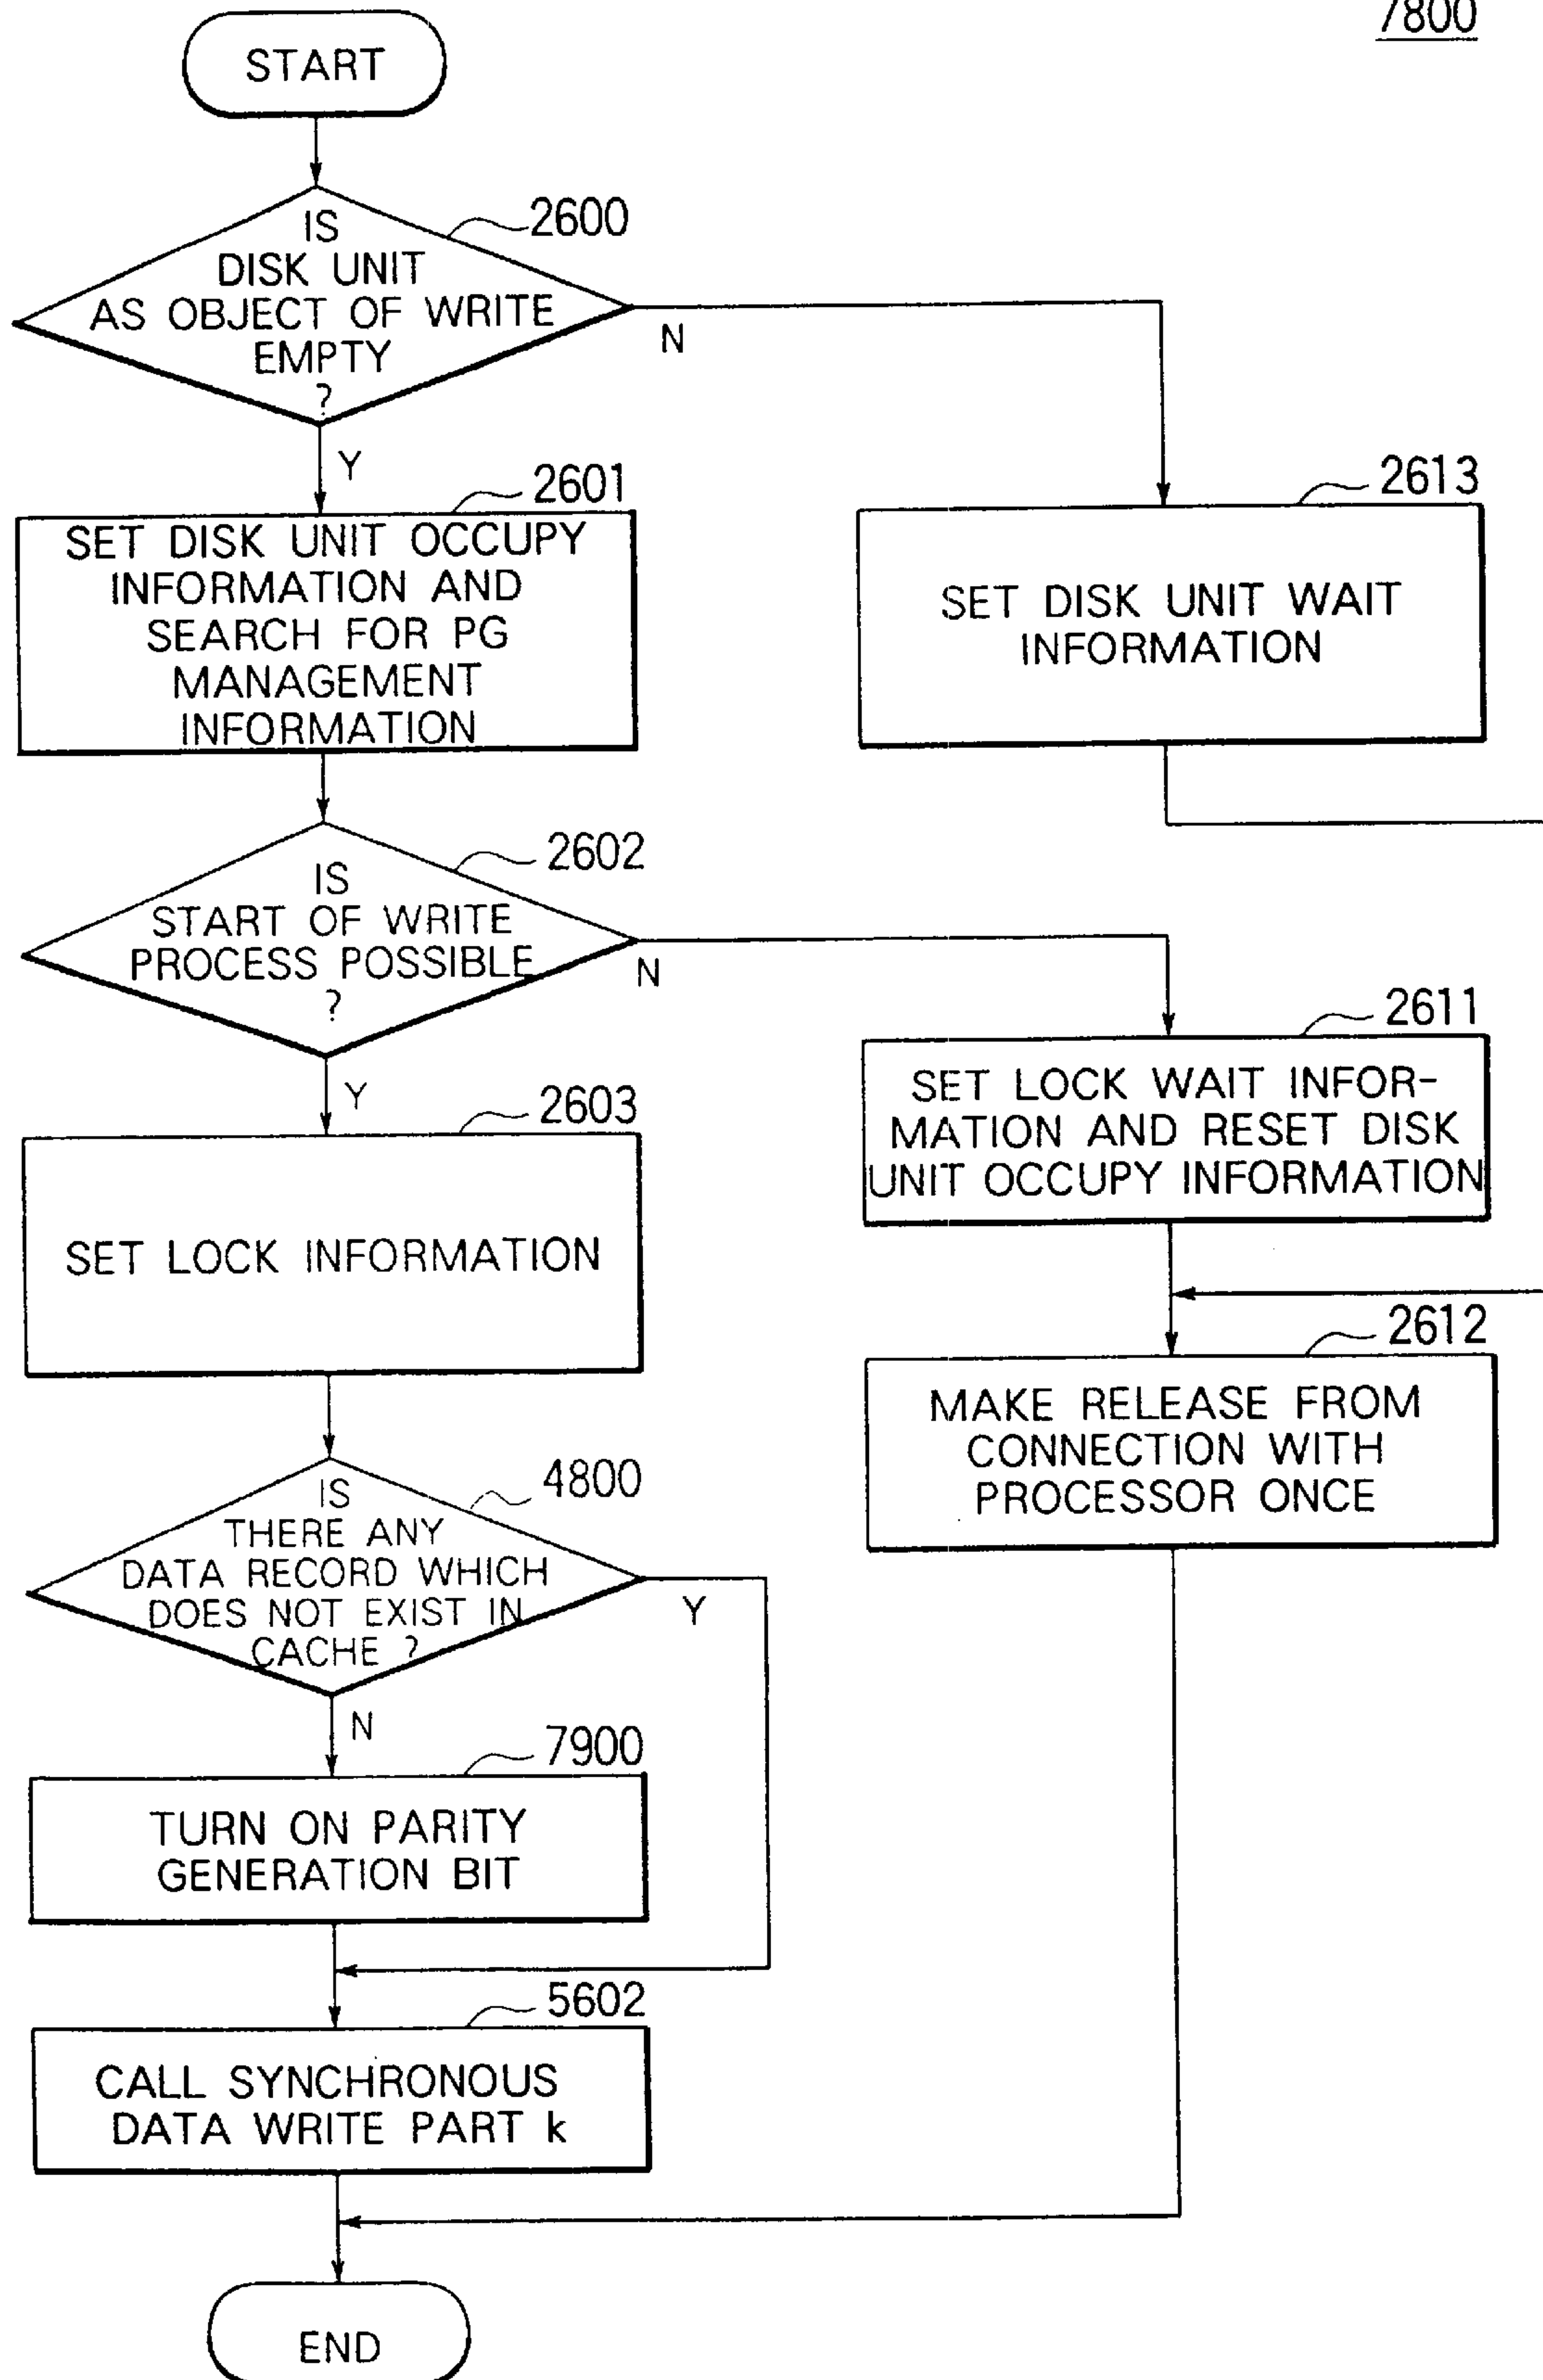 7800
START
2600
IS
DISK UNIT
AS OBJECT OF WRITE
EMPTY
?
N
Y
2601
SET DISK UNIT OCCUPY
INFORMATION AND
SEARCH FOR PG
MANAGEMENT
INFORMATION
2613
SET DISK UNIT WAIT
INFORMATION
2602
IS
START OF WRITE
PROCESS POSSIBLE
?
N
Y
2611
SET LOCK WAIT INFOR-
MATION AND RESET DISK
UNIT OCCUPY INFORMATION
2603
SET LOCK INFORMATION
2612
MAKE RELEASE FROM
CONNECTION WITH
PROCESSOR ONCE
4800
IS
THERE ANY
DATA RECORD WHICH
DOES NOT EXIST IN
CACHE ?
Y
N
7900
TURN ON PARITY
GENERATION BIT
5602
CALL SYNCHRONOUS
DATA WRITE PART k
END